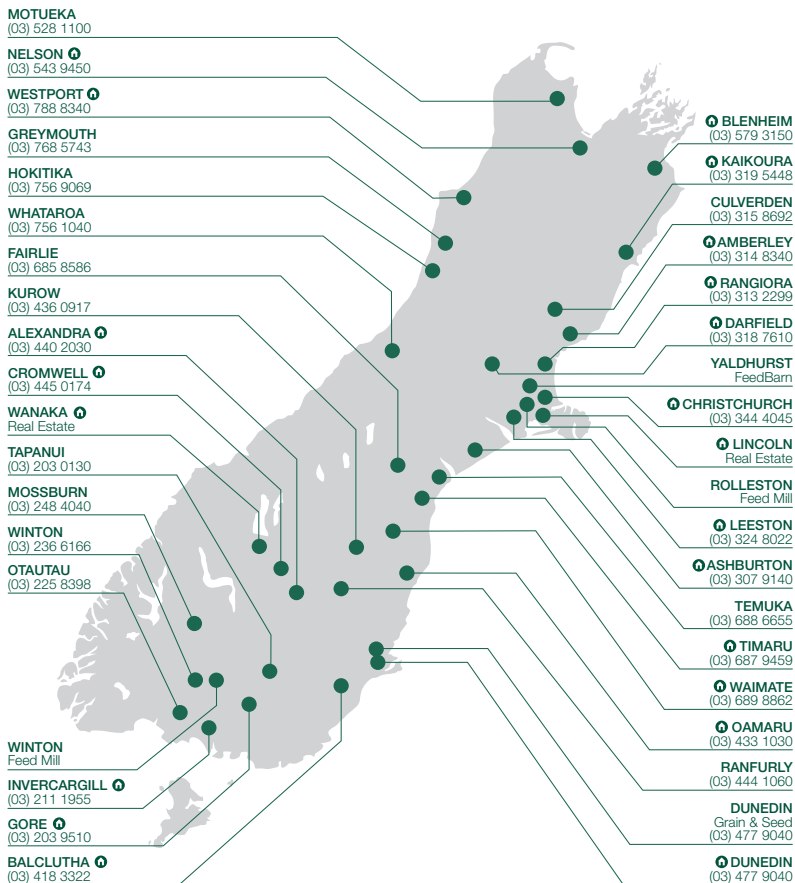 MOTUEKA
(03) 528 1100
NELSON
(03) 543 9450
WESTPORT
(03) 788 8340
GREYMOUTH
(03) 768 5743
HOKITIKA
(03) 756 9069
WHATAROA
(03) 756 1040
FAIRLIE
(03) 685 8586
KUROW
(03) 436 0917
ALEXANDRA
(03) 440 2030
CROMWELL
(03) 445 0174
WANAKA
Real Estate
TAPANUI
(03) 203 0130
MOSSBURN
(03) 248 4040
WINTON
(03) 236 6166
OTAUTAU
(03) 225 8398
WINTON
Feed Mill
INVERCARGILL
(03) 211 1955
GORE
(03) 203 9510
BALCLUTHA
(03) 418 3322
BLENHEIM
(03) 579 3150
KAIKOURA
(03) 319 5448
CULVERDEN
(03) 315 8692
AMBERLEY
(03) 314 8340
RANGIORA
(03) 313 2299
DARFIELD
(03) 318 7610
YALDHURST
FeedBarn
CHRISTCHURCH
(03) 344 4045
LINCOLN
Real Estate
ROLLESTON
Feed Mill
LEESTON
(03) 324 8022
ASHBURTON
(03) 307 9140
TEMUKA
(03) 688 6655
TIMARU
(03) 687 9459
WAIMATE
(03) 689 8862
OAMARU
(03) 433 1030
RANFURLY
(03) 444 1060
DUNEDIN
Grain & Seed
(03) 477 9040
DUNEDIN
(03) 477 9040